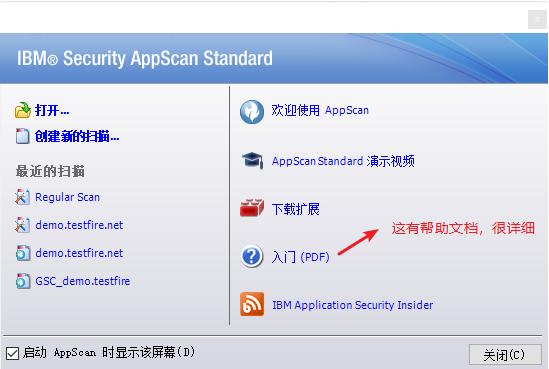 IBM® Security AppScan Standard
打开...
创建新的扫描...
最近的扫描
Regular Scan
demo.testfire.net
demo.testfire.net
GSC_demo.testfire
欢迎使用 AppScan
AppScan Standard 演示视频
下载扩展
入门 (PDF)
这有帮助文档，很详细
IBM Application Security Insider
启动 AppScan 时显示该屏幕(D)
关闭(C)